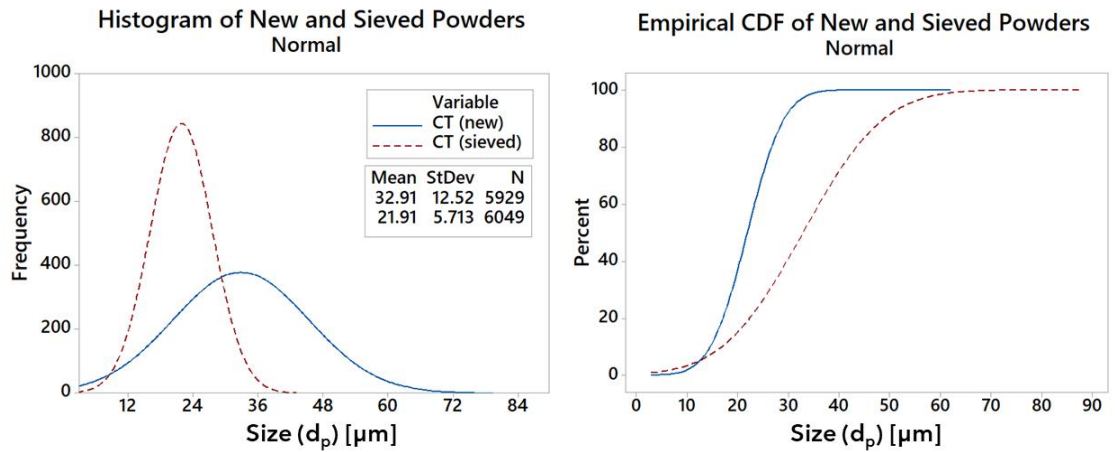 Histogram of New and Sieved Powders
Normal
1000
800
600
400
200
0
Frequency
12 24 36 48 60 72 84
Size (dp) [µm]
Variable
CT (new)
CT (sieved)
Mean StDev N
32.91 12.52 5929
21.91 5.713 6049
Empirical CDF of New and Sieved Powders
Normal
100
80
60
40
20
0
Percent
0 10 20 30 40 50 60 70 80 90
Size (dp) [µm]